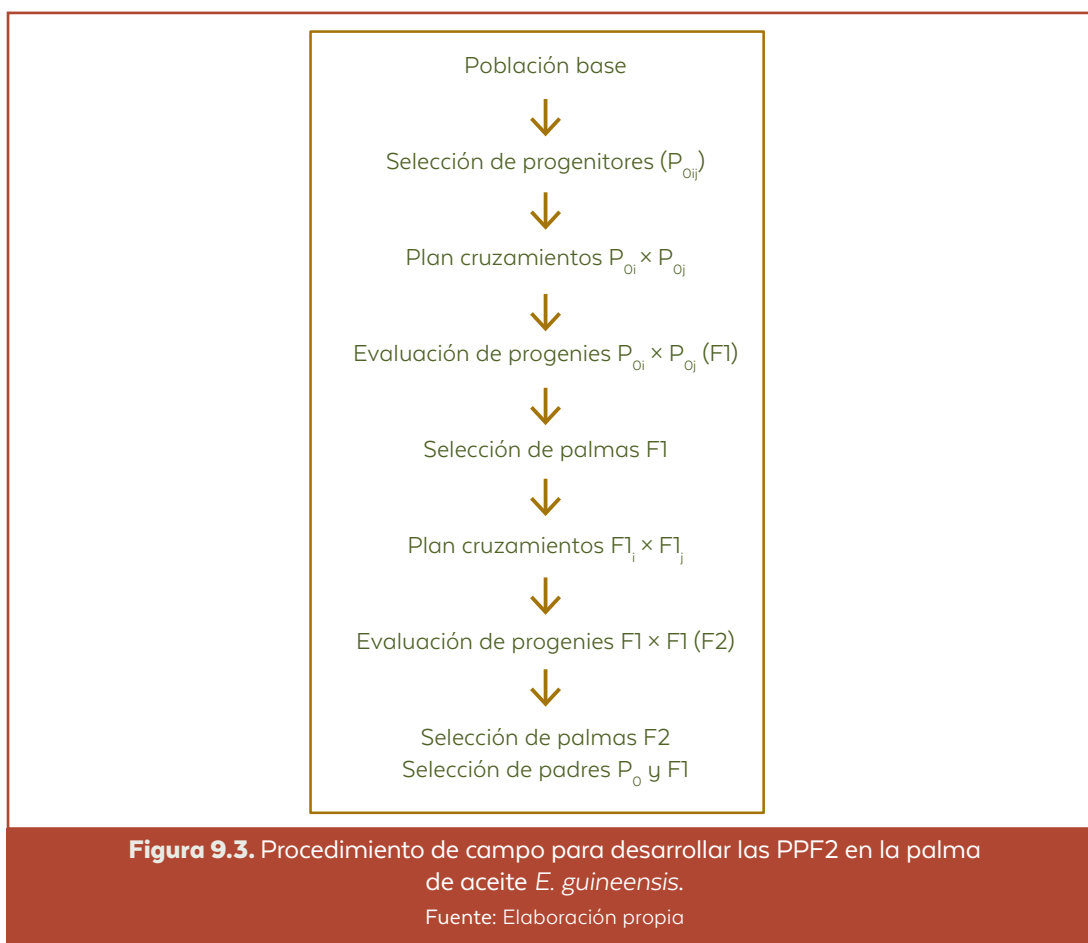 Población base
Selección de progenitores (P₀ᵢⱼ)
Plan cruzamientos P₀ᵢ × P₀ⱼ
Evaluación de progenies P₀ᵢ × P₀ⱼ (F1)
Selección de palmas F1
Plan cruzamientos F1ᵢ × F1ⱼ
Evaluación de progenies F1 × F1 (F2)
Selección de palmas F2
Selección de padres P₀ y F1
Figura 9.3. Procedimiento de campo para desarrollar las PPF2 en la palma
de aceite E. guineensis.
Fuente: Elaboración propia